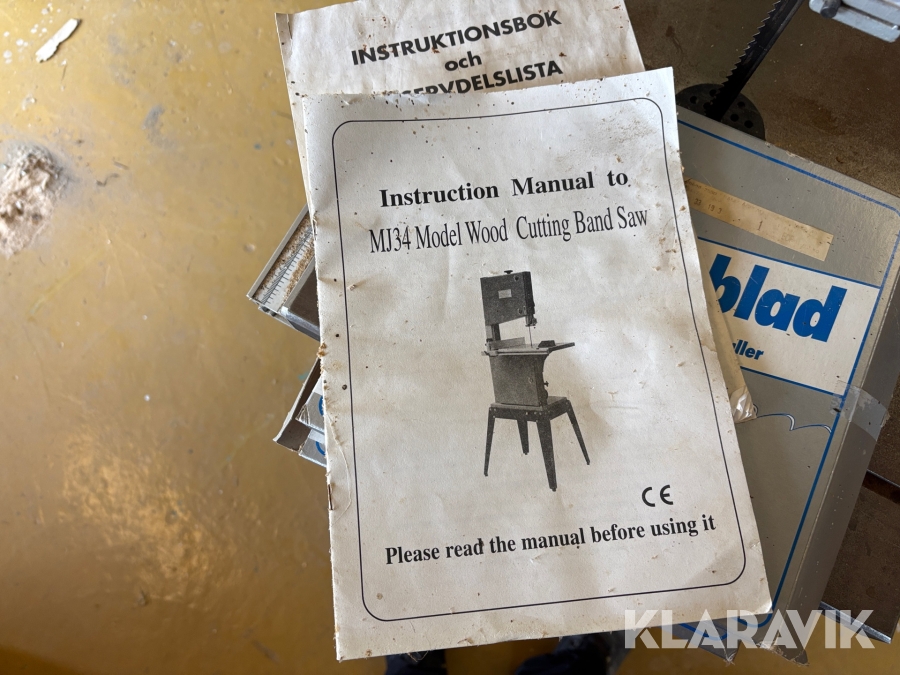 INSTRUKTIONSBOK
och
Instruction Manual to
MJ34 Model Wood Cutting Band Saw
blad
CE
Please read the manual before using it
KLARAVIK